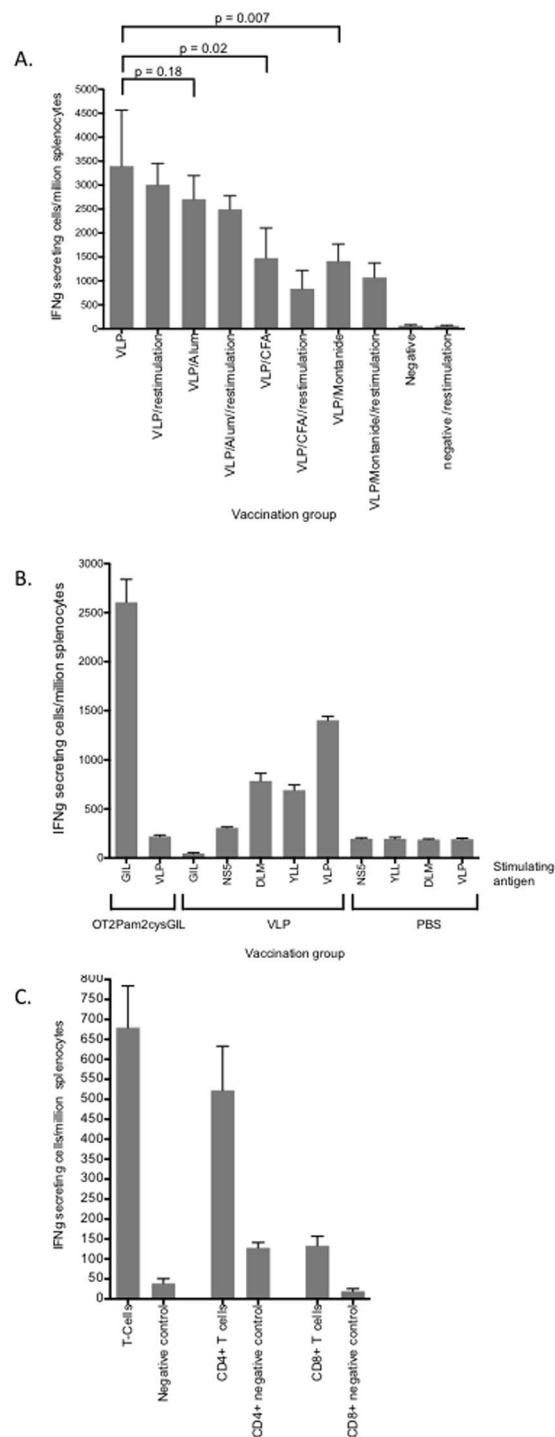 A.
p = 0.007
p = 0.02
p = 0.18
IFNg secreting cells/million splenocytes
5000
4500
4000
3500
3000
2500
2000
1500
1000
500
0
VLP
VLP/restimulation
VLP/Alum
VLP/Alum//restimulation
VLP/CFA
VLP/CFA//restimulation
VLP/Montanide
VLP/Montanide//restimulation
Negative
negative /restimulation
Vaccination group
B.
IFNg secreting cells/million splenocytes
3000
2500
2000
1000
500
0
GIL
VLP
GIL
NS5
DLM
YLL
VLP
NS5
YLL
DLM
VLP
Stimulating
antigen
OT2Pam2cysGIL
VLP
PBS
Vaccination group
C.
IFNg secreting cells/million splenocytes
800
750
700
650
600
550
500
450
400
350
300
250
200
150
100
50
0
T-Cells
Negative control
CD4+ T cells
CD4+ negative control
CD8+ T cells
CD8+ negative control